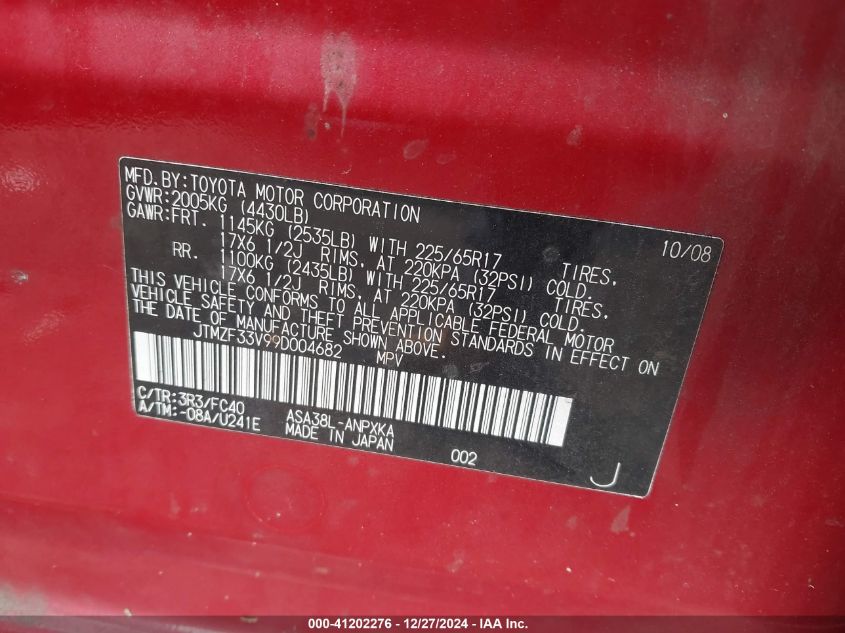 MFD.BY:TOYOTA MOTOR CORPORATION 10/08
GVWR:2005KG (4430LB)
GAWR:FRT. 1145KG (2535LB) WITH 225/65R17 TIRES,
17X6 1/2J RIMS, AT 220KPA (32PSI) COLD.
RR. 1100KG (2435LB) WITH 225/65R17 TIRES,
17X6 1/2J RIMS, AT 220KPA (32PSI) COLD.
THIS VEHICLE CONFORMS TO ALL APPLICABLE FEDERAL MOTOR
VEHICLE SAFETY AND THEFT PREVENTION STANDARDS IN EFFECT ON
THE DATE OF MANUFACTURE SHOWN ABOVE.
JTMZF33V99D004682 MPV
C/TR:3R3/FC40 ASA38L-ANPXKA
A/TM:-08A/U241E MADE IN JAPAN 002 J
000-41202276 - 12/27/2024 - IAA Inc.